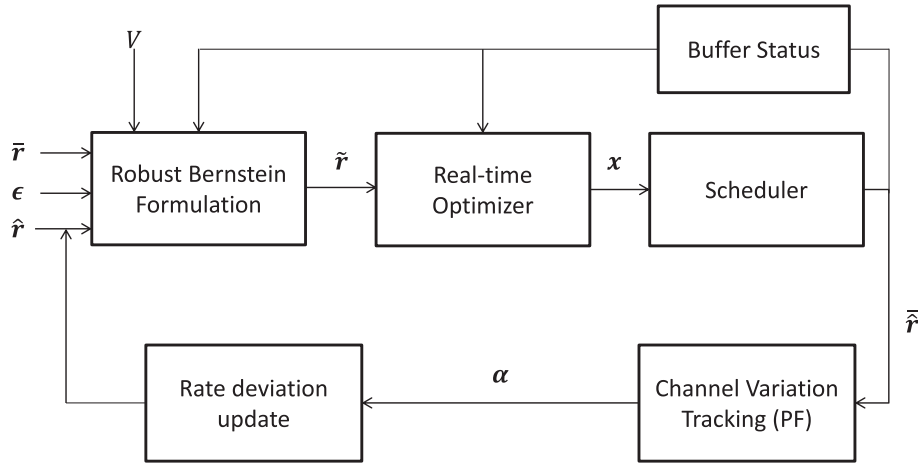 V
Buffer Status
r̄
ϵ
r̂
Robust Bernstein
Formulation
r̃
Real-time
Optimizer
x
Scheduler
r̂̄
Rate deviation
update
α
Channel Variation
Tracking (PF)